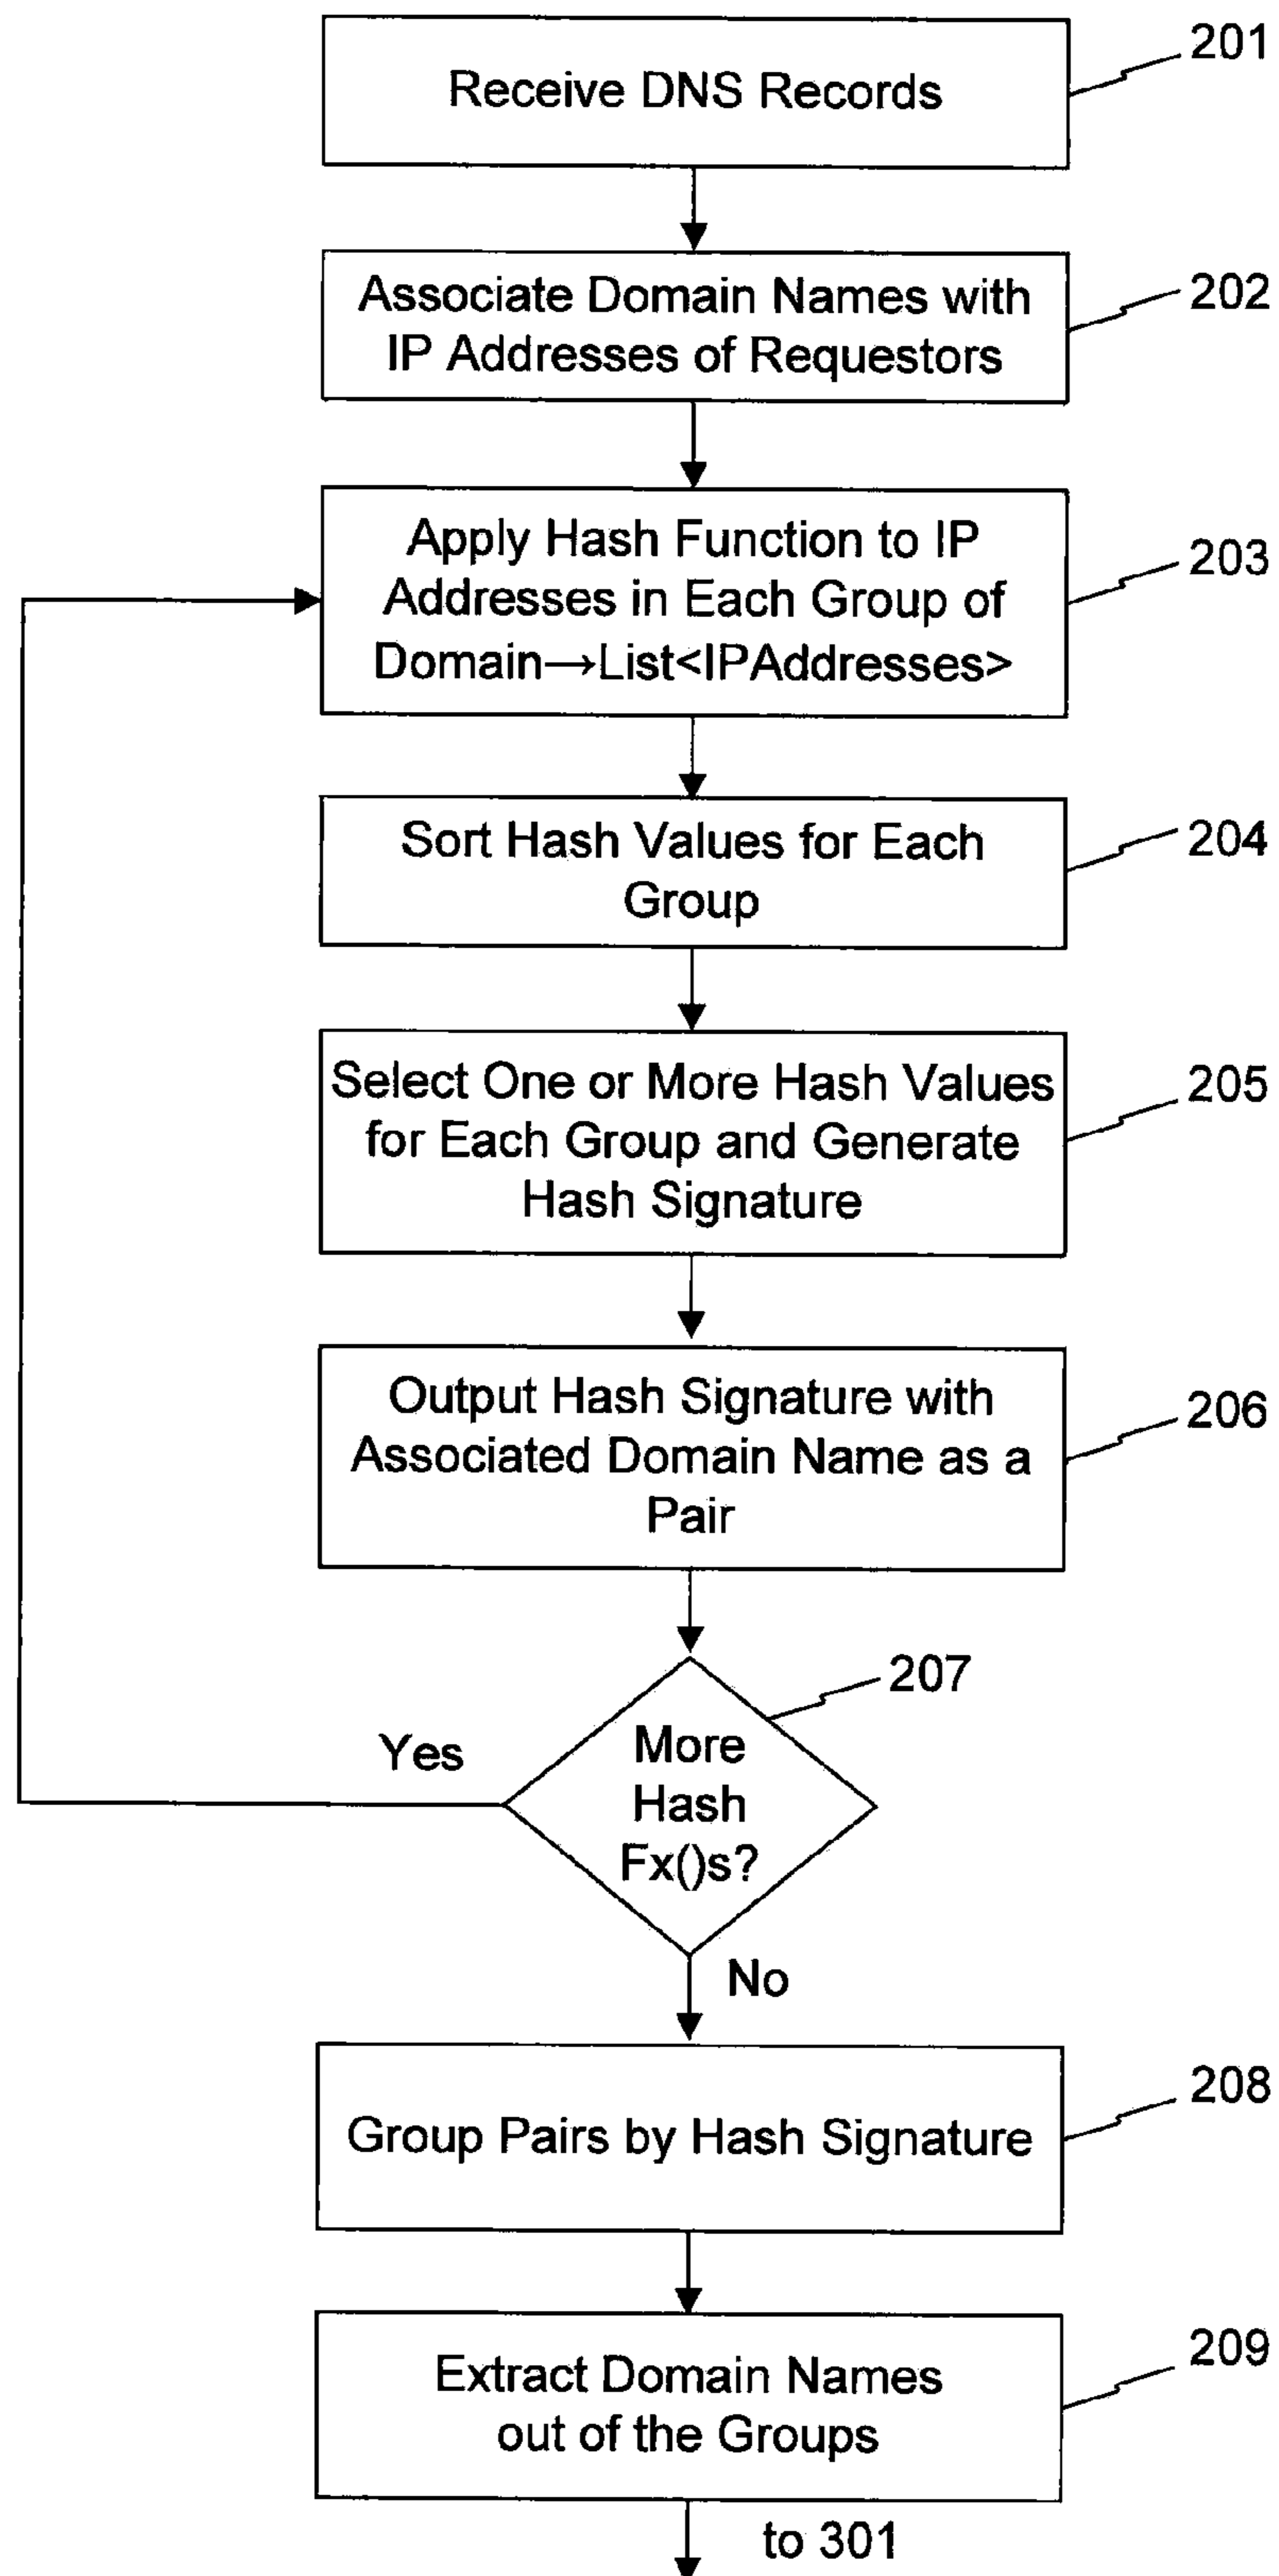 Receive DNS Records
201
Associate Domain Names with
IP Addresses of Requestors
202
Apply Hash Function to IP
Addresses in Each Group of
Domain→List<IPAddresses>
203
Sort Hash Values for Each
Group
204
Select One or More Hash Values
for Each Group and Generate
Hash Signature
205
Output Hash Signature with
Associated Domain Name as a
Pair
206
207
Yes
More
Hash
Fx()s?
No
Group Pairs by Hash Signature
208
Extract Domain Names
out of the Groups
209
to 301